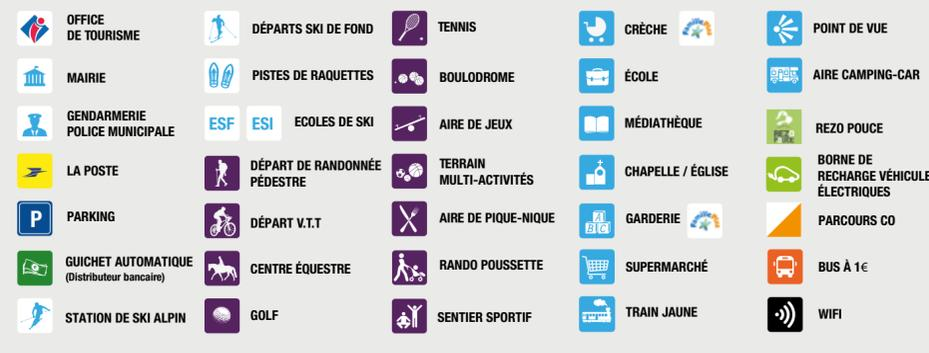 OFFICE
DE TOURISME
MAIRIE
GENDARMERIE
POLICE MUNICIPALE
LA POSTE
P
PARKING
GUICHET AUTOMATIQUE
(Distributeur bancaire)
STATION DE SKI ALPIN
DÉPARTS SKI DE FOND
PISTES DE RAQUETTES
ESF ESI ECOLES DE SKI
DÉPART DE RANDONNÉE
PÉDESTRE
DÉPART V.T.T
CENTRE ÉQUESTRE
GOLF
TENNIS
BOULODROME
AIRE DE JEUX
TERRAIN
MULTI-ACTIVITÉS
AIRE DE PIQUE-NIQUE
RANDO POUSSETTE
SENTIER SPORTIF
CRÈCHE
ÉCOLE
MÉDIATHÈQUE
CHAPELLE / ÉGLISE
A
B C
GARDERIE
SUPERMARCHÉ
TRAIN JAUNE
POINT DE VUE
AIRE CAMPING-CAR
REZO POUCE
BORNE DE
RECHARGE VÉHICULE
ÉLECTRIQUES
PARCOURS CO
BUS À 1€
WIFI